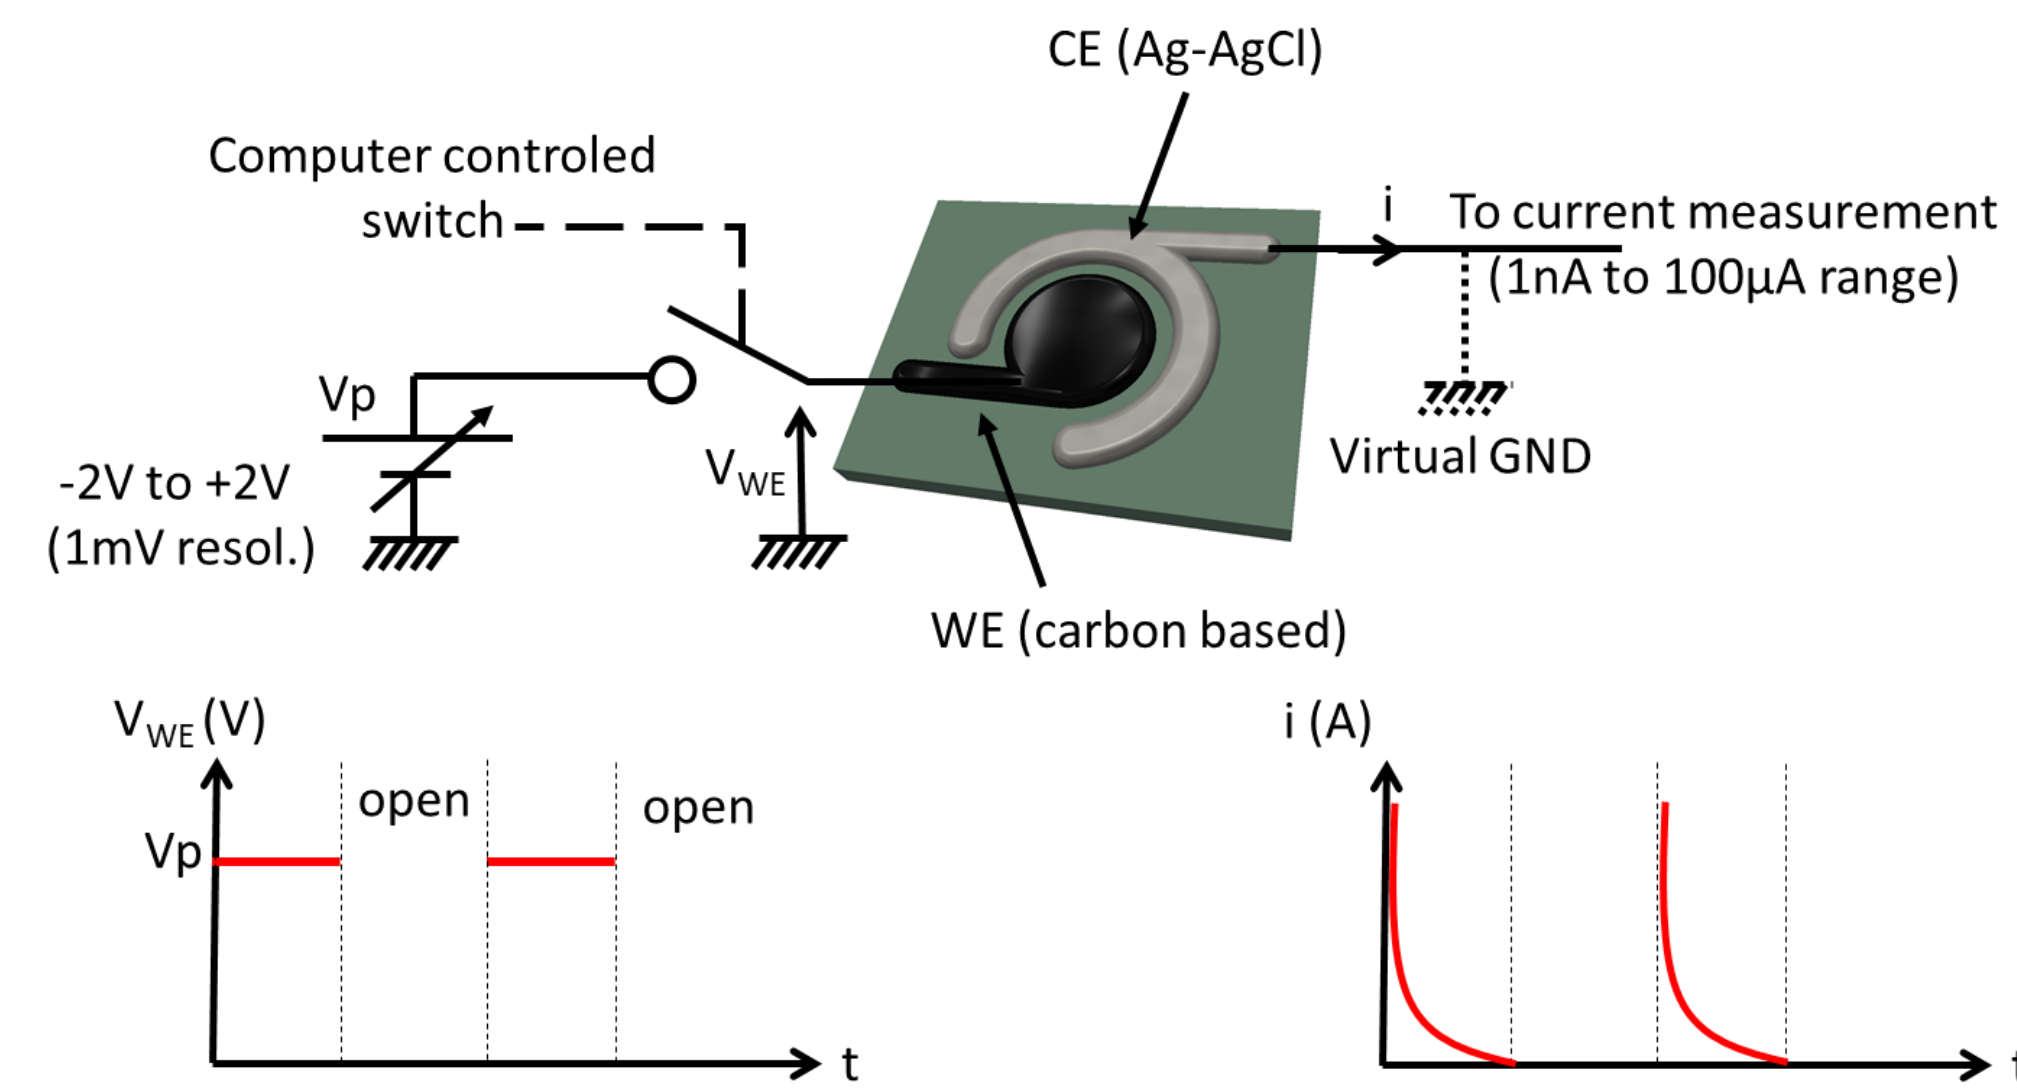 CE (Ag-AgCl)
Computer controled
switch
i
To current measurement
(1nA to 100µA range)
Vp
-2V to +2V
(1mV resol.)
VWE
Virtual GND
WE (carbon based)
VWE (V)
Vp
open
open
t
i (A)
t